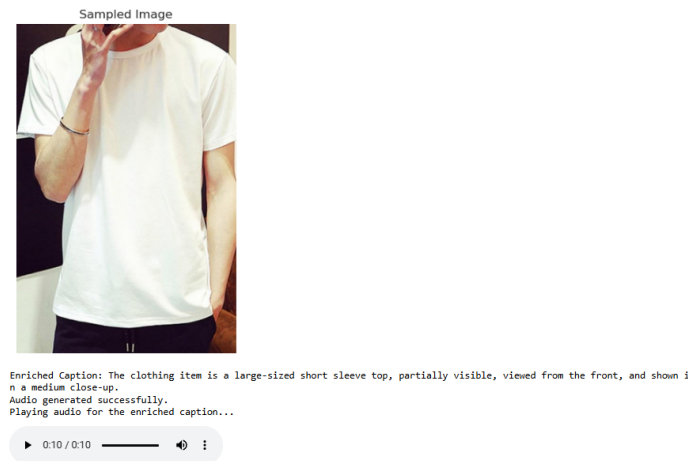 Sampled Image
Enriched Caption: The clothing item is a large-sized short sleeve top, partially visible, viewed from the front, and shown i
n a medium close-up.
Audio generated successfully.
Playing audio for the enriched caption...
0:10 / 0:10